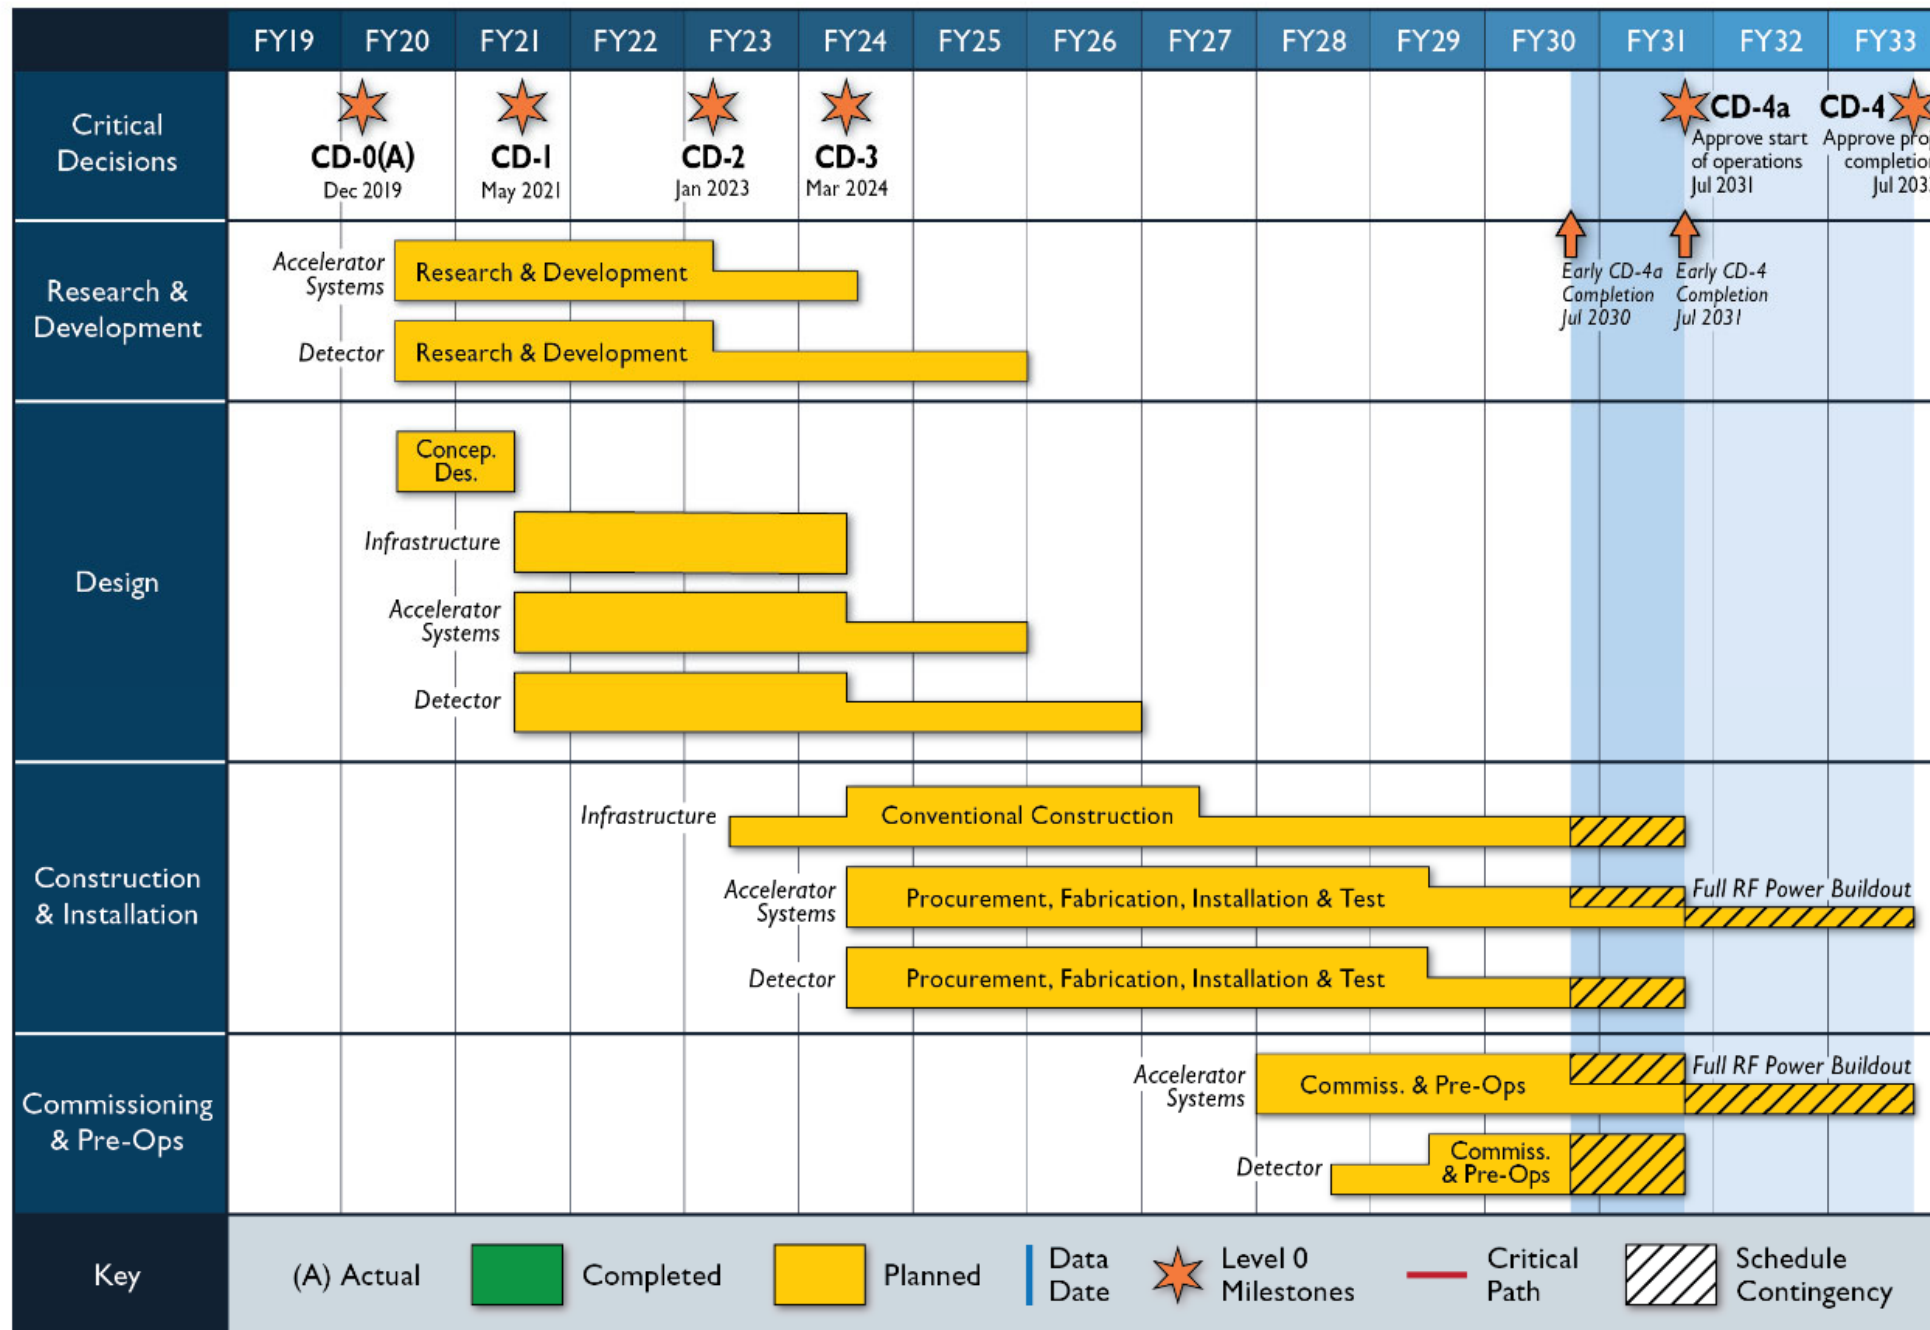 FY19 FY20 FY21 FY22 FY23 FY24 FY25 FY26 FY27 FY28 FY29 FY30 FY31 FY32 FY33
Critical
Decisions
CD-0(A)
Dec 2019
CD-1
May 2021
CD-2
Jan 2023
CD-3
Mar 2024
CD-4a
Approve start
of operations
Jul 2031
CD-4
Approve
Jul
Research &
Development
Accelerator
Systems
Research & Development
Detector
Research & Development
Early CD-4a
Completion
Jul 2030
Early CD-4
Completion
Jul 2031
Design
Concep.
Des.
Infrastructure
Accelerator
Systems
Detector
Construction
& Installation
Infrastructure
Conventional Construction
Accelerator
Systems
Procurement, Fabrication, Installation & Test
Full RF Power Buildout
Detector
Procurement, Fabrication, Installation & Test
Commissioning
& Pre-Ops
Accelerator
Systems
Commiss. & Pre-Ops
Full RF Power Buildout
Detector
Commiss.
& Pre-Ops
Key
(A) Actual
Completed
Planned
Data
Date
Level 0
Milestones
Critical
Path
Schedule
Contingency